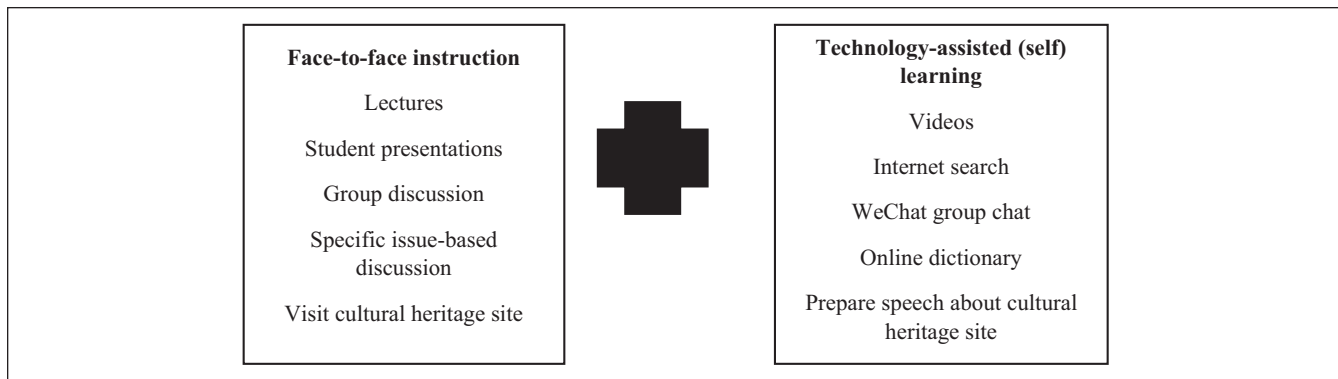 Face-to-face instruction
Lectures
Student presentations
Group discussion
Specific issue-based
discussion
Visit cultural heritage site
Technology-assisted (self)
learning
Videos
Internet search
WeChat group chat
Online dictionary
Prepare speech about cultural
heritage site